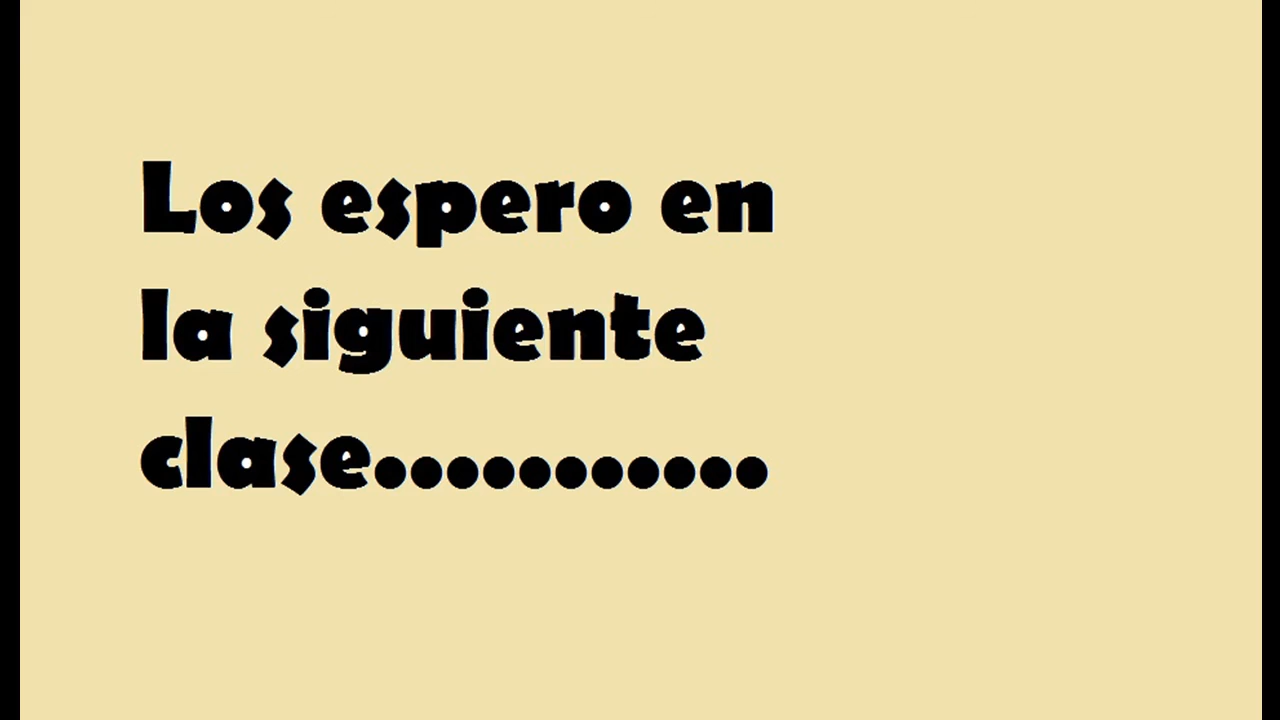 Los espero en
la siguiente
clase...........